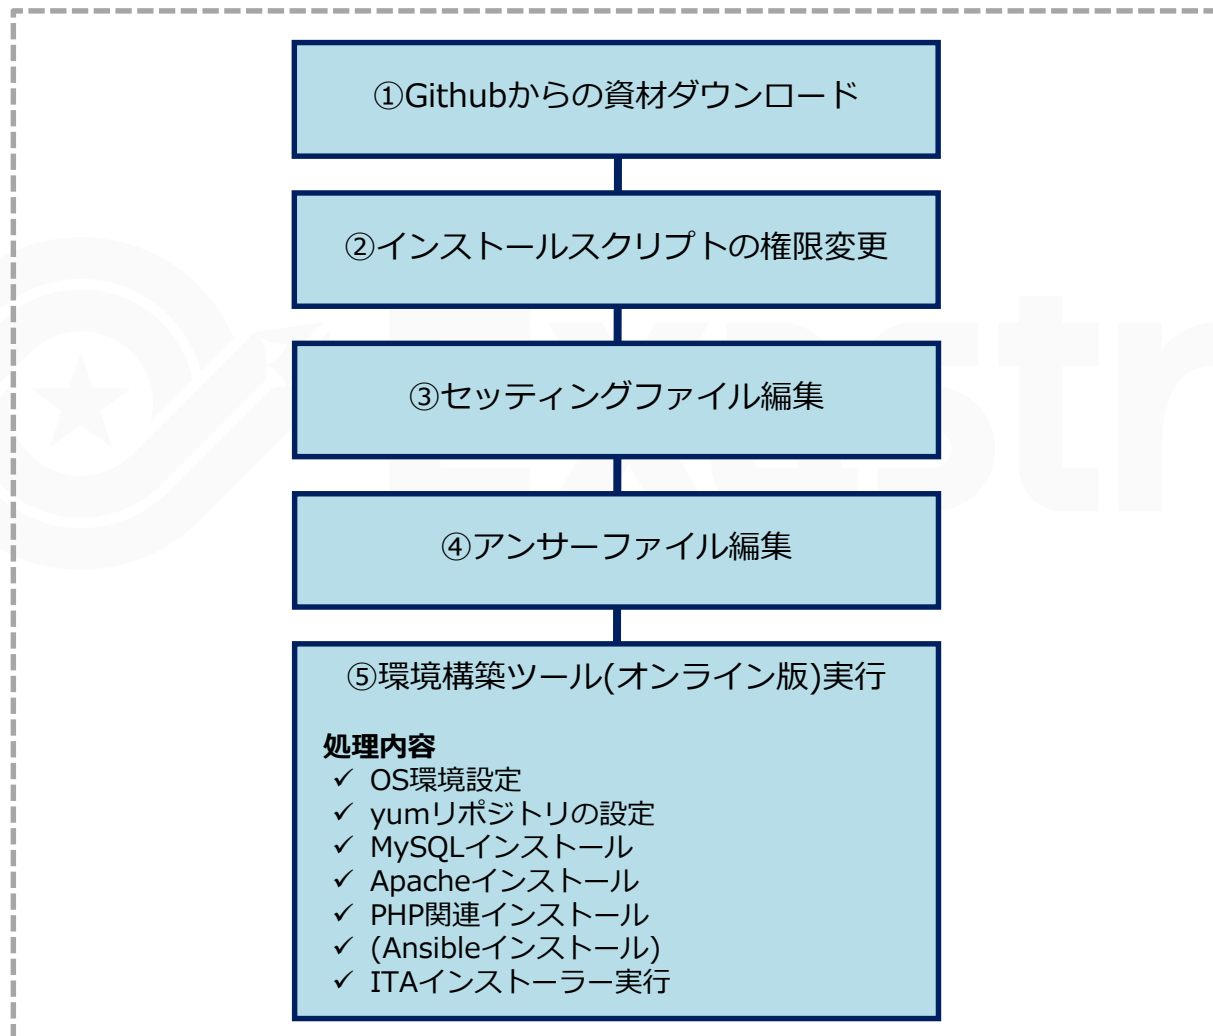 ①Githubからの資材ダウンロード
②インストールスクリプトの権限変更
③セッティングファイル編集
④アンサーファイル編集
⑤環境構築ツール(オンライン版)実行
処理内容
✓ OS環境設定
✓ yumリポジトリの設定
✓ MySQLインストール
✓ Apacheインストール
✓ PHP関連インストール
✓ (Ansibleインストール)
✓ ITAインストーラー実行